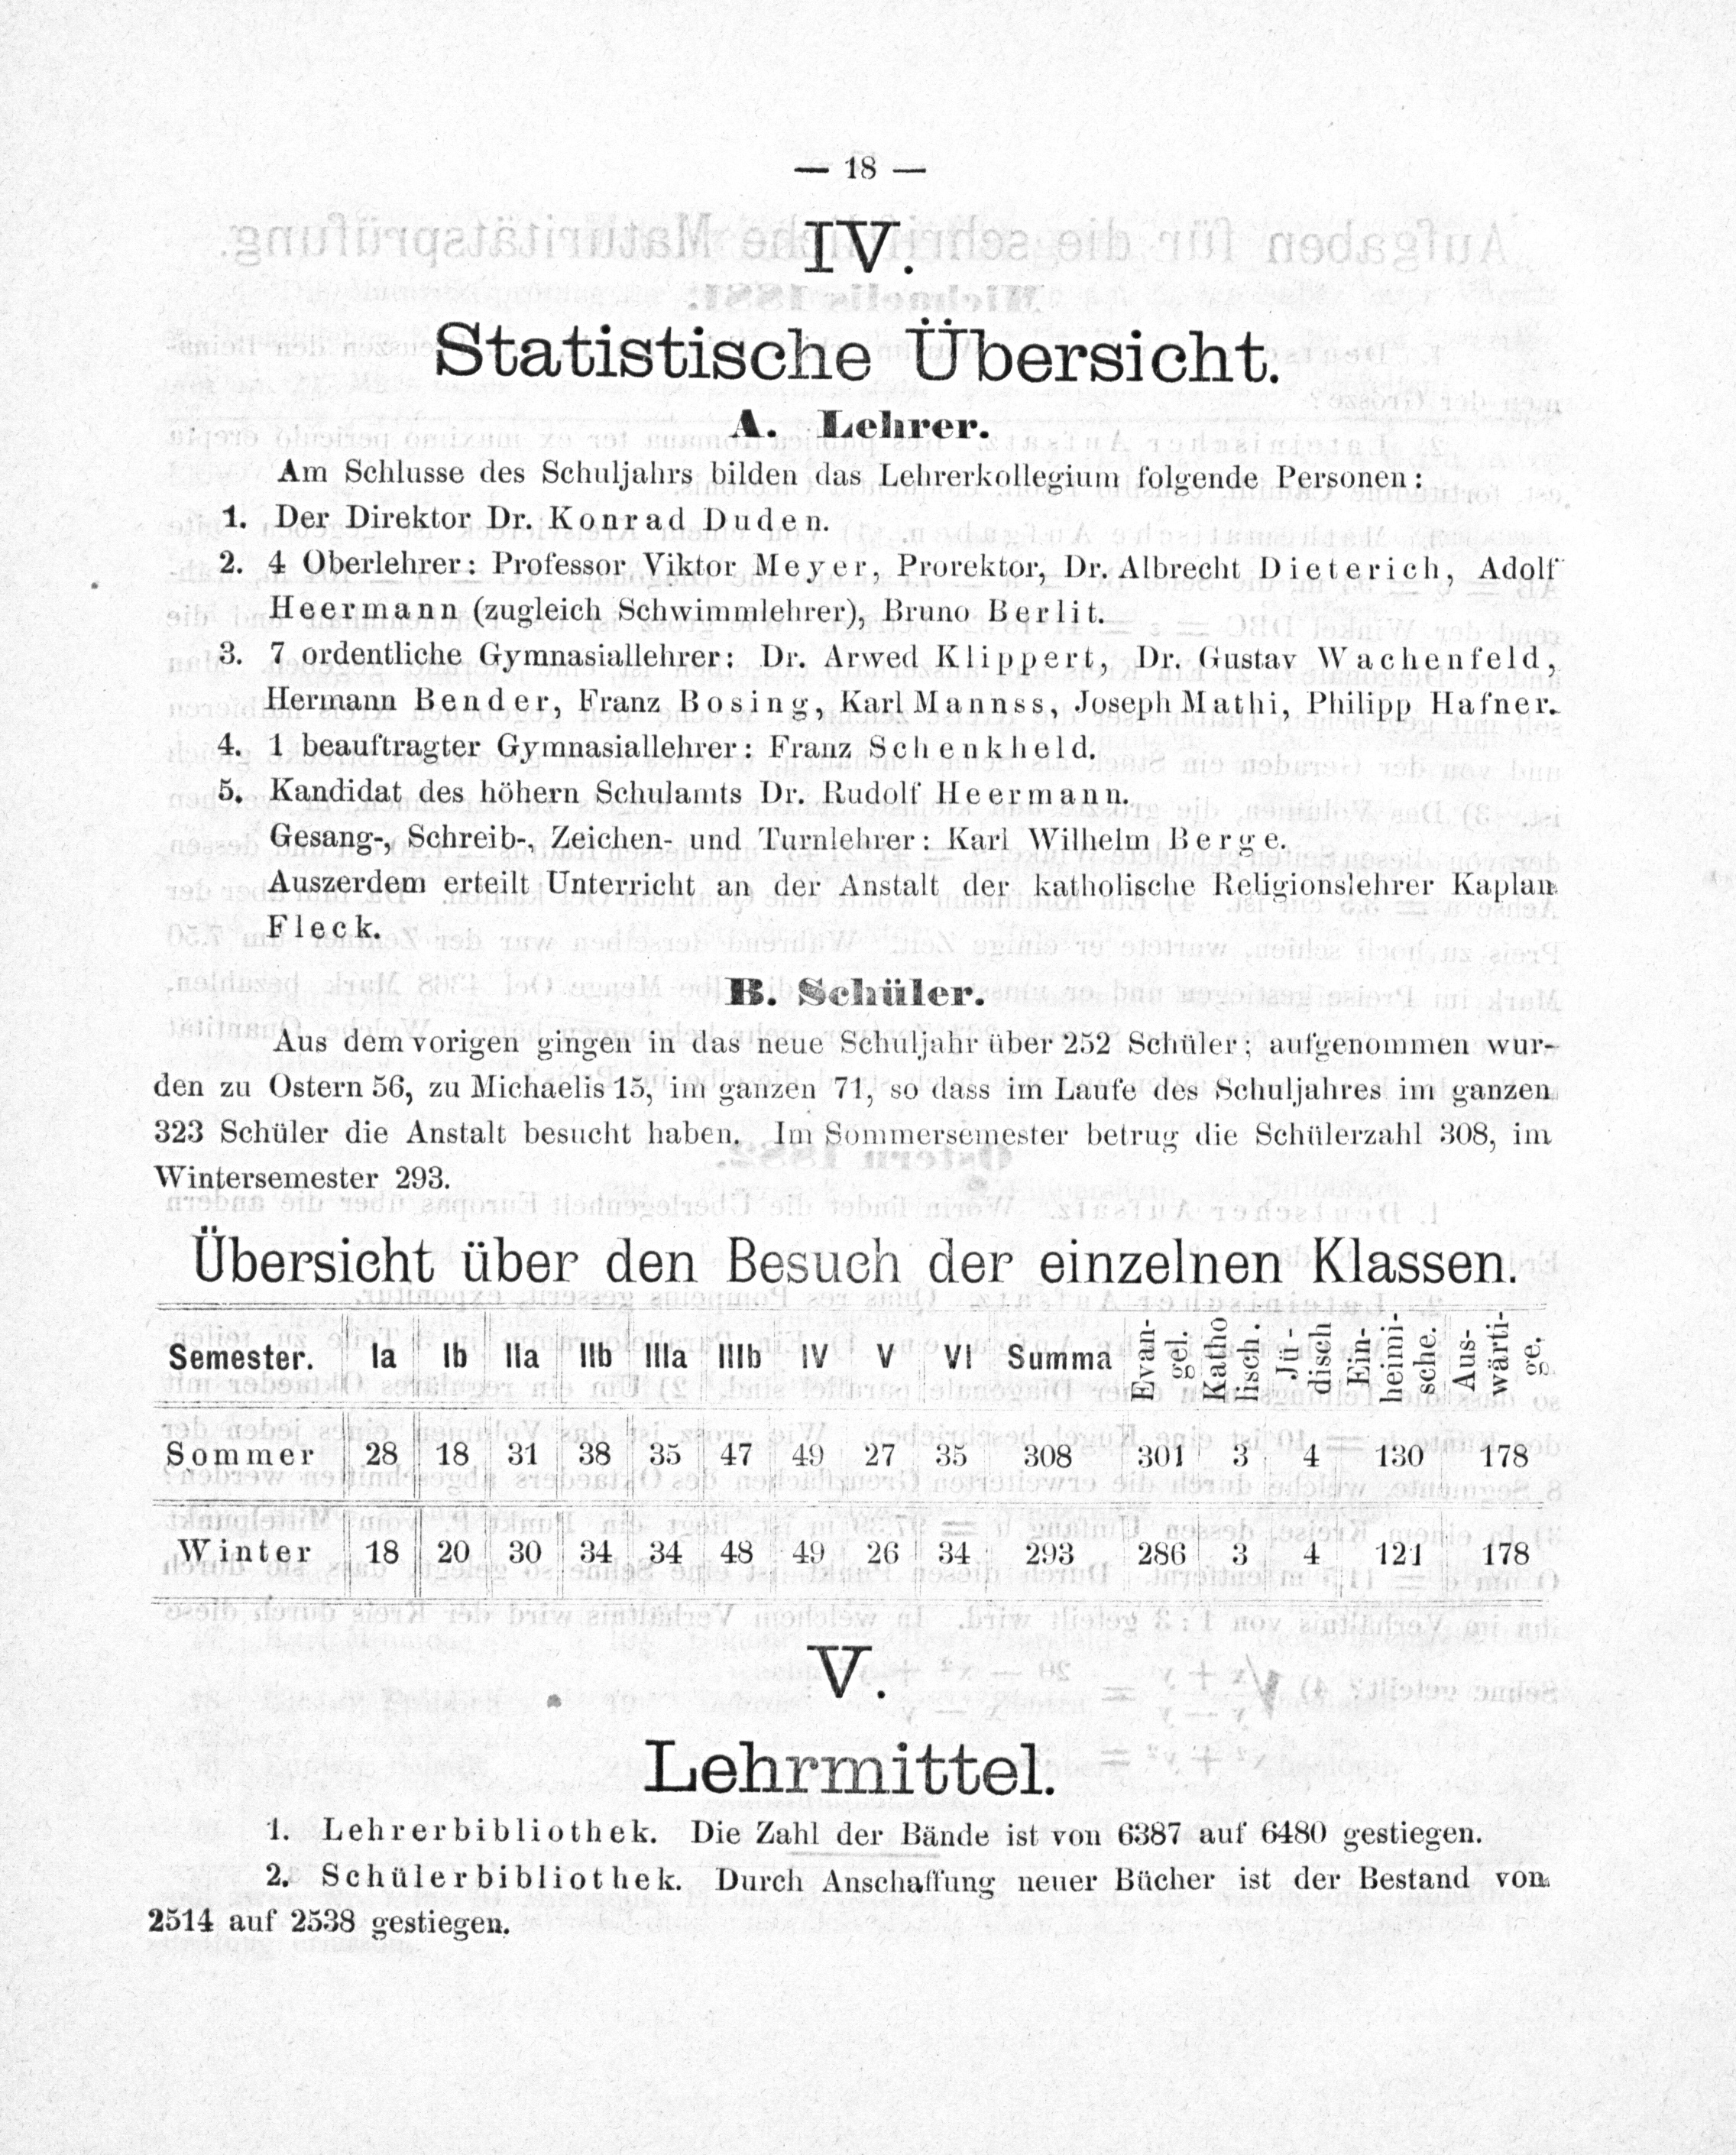 — 18 —
IV.
Statistische Übersicht.
A. Lehrer.
Am Schlusse des Schuljahrs bilden das Lehrerkollegium folgende Personen:
1. Der Direktor Dr. Konrad Duden.
2. 4 Oberlehrer: Professor Viktor Meyer, Prorektor, Dr. Albrecht Dieterich, Adolf
Heermann (zugleich Schwimmlehrer), Bruno Berlit.
3. 7 ordentliche Gymnasiallehrer: Dr. Arwed Klippert, Dr. Gustav Wachenfeld,
Hermann Bender, Franz Bosing, Karl Mannss, Joseph Mathi, Philipp Hafner.
4. 1 beauftragter Gymnasiallehrer: Franz Schenkheld.
5. Kandidat des höhern Schulamts Dr. Rudolf Heermann.
Gesang-, Schreib-, Zeichen- und Turnlehrer: Karl Wilhelm Berge.
Auszerdem erteilt Unterricht an der Anstalt der katholische Religionslehrer Kaplan
Fleck.
B. Schüler.
Aus dem vorigen gingen in das neue Schuljahr über 252 Schüler; aufgenommen wur-
den zu Ostern 56, zu Michaelis 15, im ganzen 71, so dass im Laufe des Schuljahres im ganzen
323 Schüler die Anstalt besucht haben. Im Sommersemester betrug die Schülerzahl 308, im
Wintersemester 293.
Übersicht über den Besuch der einzelnen Klassen.
Semester. Ia Ib IIa IIb IIIa IIIb IV V VI Summa Evan-gel. Katholisch. Jü-disch Ein-heimi-sche. Aus-wärti-ge.
Sommer 28 18 31 38 35 47 49 27 35 308 301 3 4 130 178
Winter 18 20 30 34 34 48 49 26 34 293 286 3 4 121 178
V.
Lehrmittel.
1. Lehrerbibliothek. Die Zahl der Bände ist von 6387 auf 6480 gestiegen.
2. Schülerbibliothek. Durch Anschaffung neuer Bücher ist der Bestand von
2514 auf 2538 gestiegen.